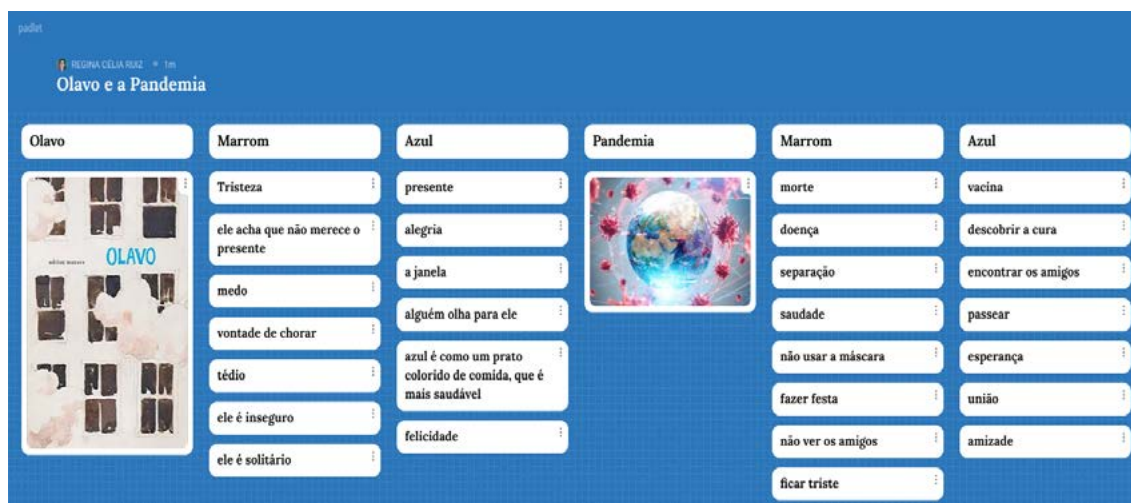 padlet
REGINA CÉLIA RUIZ • 1m
Olavo e a Pandemia
Olavo
OLAVO
Marrom
Tristeza
ele acha que não merece o
presente
medo
vontade de chorar
tédio
ele é inseguro
ele é solitário
Azul
presente
alegria
a janela
alguém olha para ele
azul é como um prato
colorido de comida, que é
mais saudável
felicidade
Pandemia
Marrom
morte
doença
separação
saudade
não usar a máscara
fazer festa
não ver os amigos
ficar triste
Azul
vacina
descobrir a cura
encontrar os amigos
passear
esperança
união
amizade